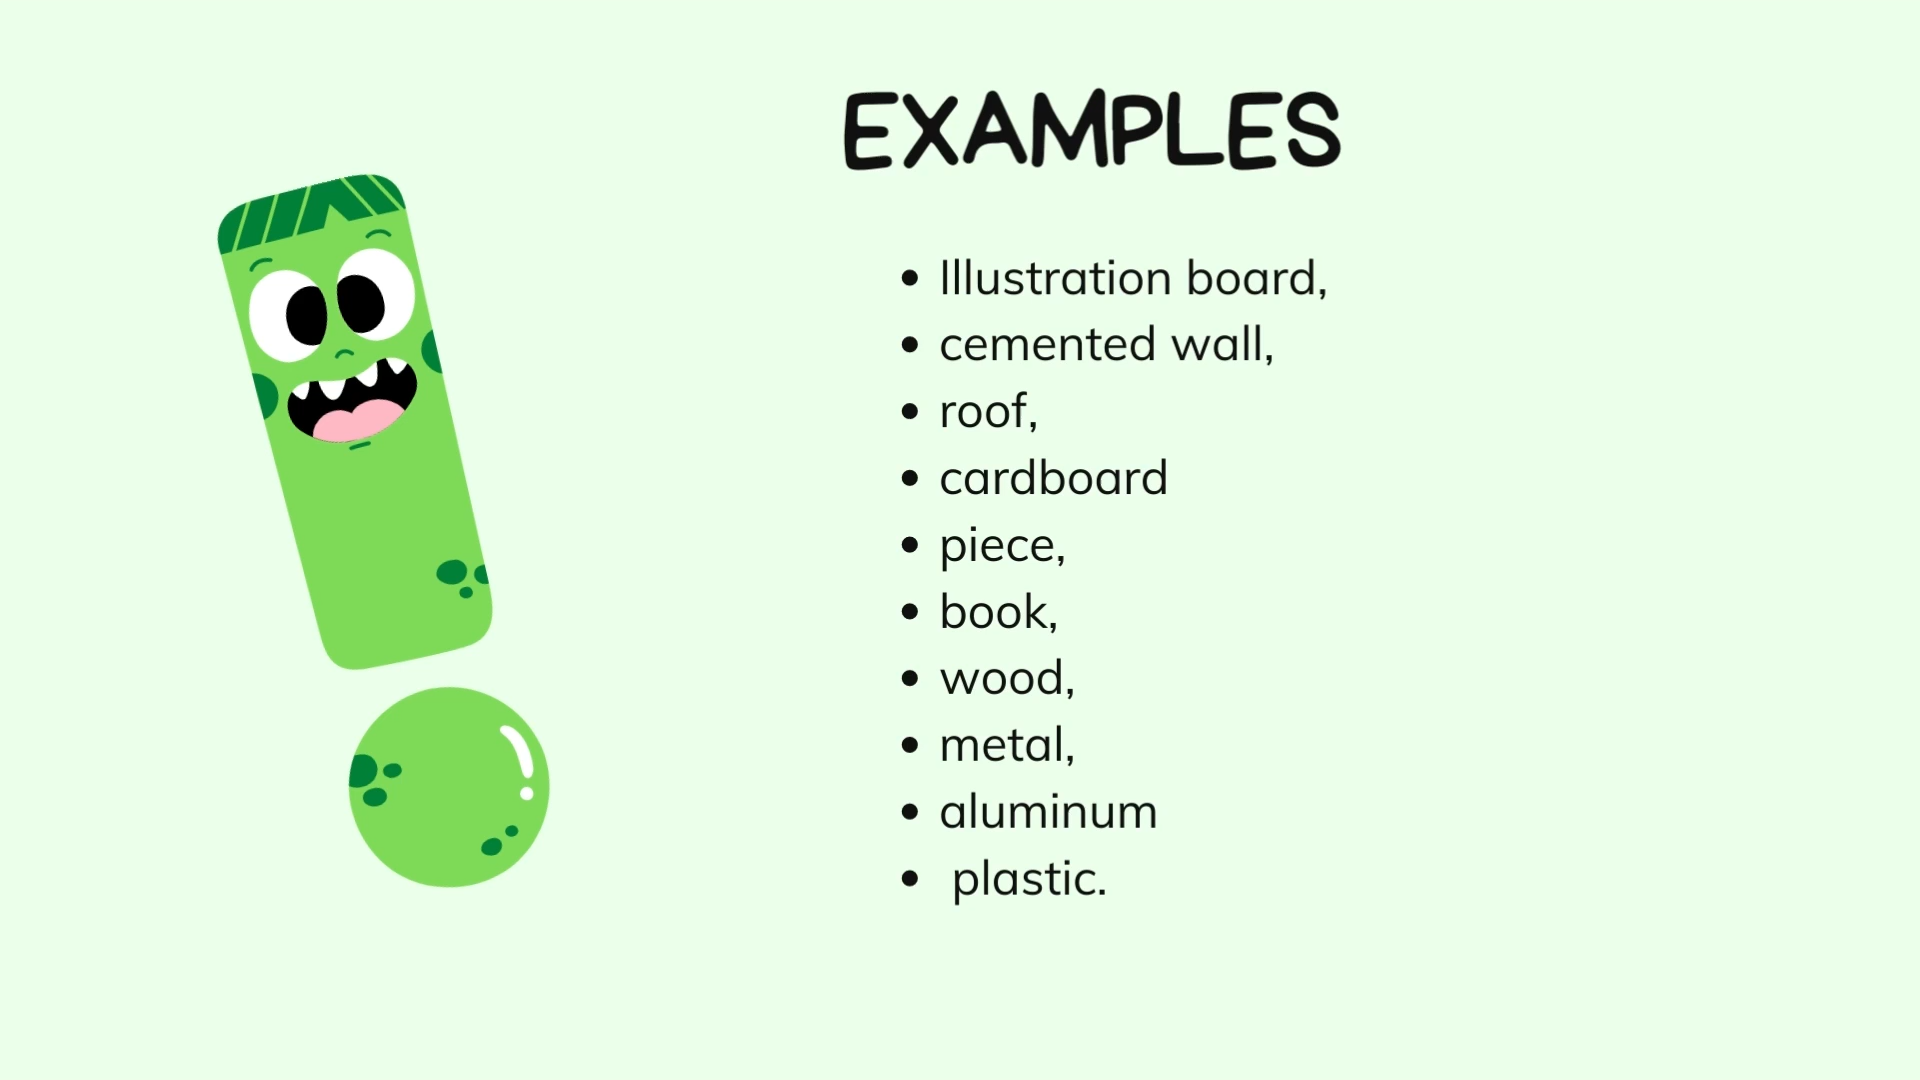 EXAMPLES
Illustration board,
cemented wall,
roof,
cardboard
piece,
book,
wood,
metal,
aluminum
plastic.